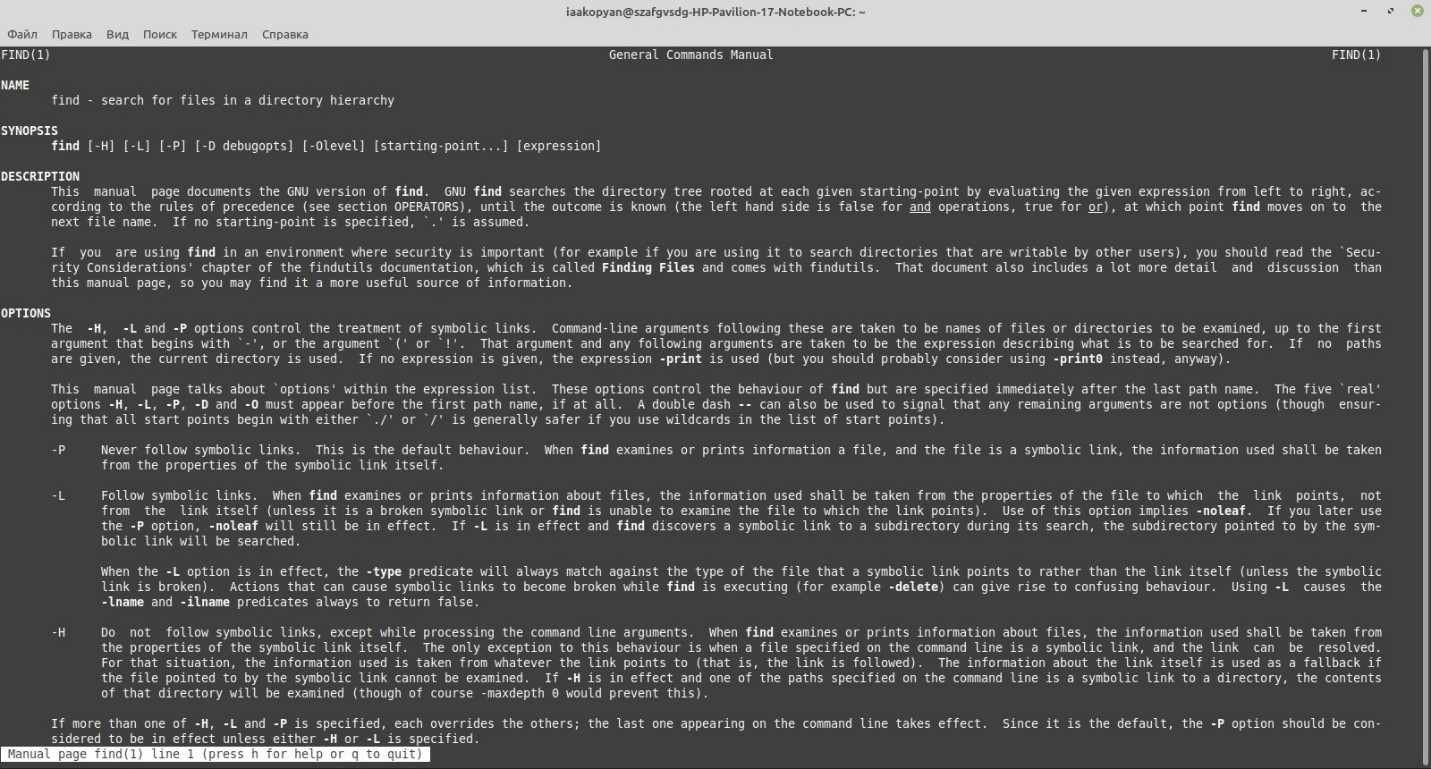 iaakopyan@szafgvsdg-HP-Pavilion-17-Notebook-PC: ~
Файл Правка Вид Поиск Терминал Справка
FIND(1) General Commands Manual FIND(1)
NAME
find - search for files in a directory hierarchy
SYNOPSIS
find [-H] [-L] [-P] [-D debugopts] [-Olevel] [starting-point...] [expression]
DESCRIPTION
This manual page documents the GNU version of find. GNU find searches the directory tree rooted at each given starting-point by evaluating the given expression from left to right, ac-
cording to the rules of precedence (see section OPERATORS), until the outcome is known (the left hand side is false for and operations, true for or), at which point find moves on to the
next file name. If no starting-point is specified, `.' is assumed.
If you are using find in an environment where security is important (for example if you are using it to search directories that are writable by other users), you should read the `Secu-
rity Considerations' chapter of the findutils documentation, which is called Finding Files and comes with findutils. That document also includes a lot more detail and discussion than
this manual page, so you may find it a more useful source of information.
OPTIONS
The -H, -L and -P options control the treatment of symbolic links. Command-line arguments following these are taken to be names of files or directories to be examined, up to the first
argument that begins with `-', or the argument `(' or `!'. That argument and any following arguments are taken to be the expression describing what is to be searched for. If no paths
are given, the current directory is used. If no expression is given, the expression -print is used (but you should probably consider using -print0 instead, anyway).
This manual page talks about `options' within the expression list. These options control the behaviour of find but are specified immediately after the last path name. The five `real'
options -H, -L, -P, -D and -O must appear before the first path name, if at all. A double dash -- can also be used to signal that any remaining arguments are not options (though ensur-
ing that all start points begin with either `./' or `/' is generally safer if you use wildcards in the list of start points).
-P Never follow symbolic links. This is the default behaviour. When find examines or prints information a file, and the file is a symbolic link, the information used shall be taken
from the properties of the symbolic link itself.
-L Follow symbolic links. When find examines or prints information about files, the information used shall be taken from the properties of the file to which the link points, not
from the link itself (unless it is a broken symbolic link or find is unable to examine the file to which the link points). Use of this option implies -noleaf. If you later use
the -P option, -noleaf will still be in effect. If -L is in effect and find discovers a symbolic link to a subdirectory during its search, the subdirectory pointed to by the sym-
bolic link will be searched.
When the -L option is in effect, the -type predicate will always match against the type of the file that a symbolic link points to rather than the link itself (unless the symbolic
link is broken). Actions that can cause symbolic links to become broken while find is executing (for example -delete) can give rise to confusing behaviour. Using -L causes the
-lname and -ilname predicates always to return false.
-H Do not follow symbolic links, except while processing the command line arguments. When find examines or prints information about files, the information used shall be taken from
the properties of the symbolic link itself. The only exception to this behaviour is when a file specified on the command line is a symbolic link, and the link can be resolved.
For that situation, the information used is taken from whatever the link points to (that is, the link is followed). The information about the link itself is used as a fallback if
the file pointed to by the symbolic link cannot be examined. If -H is in effect and one of the paths specified on the command line is a symbolic link to a directory, the contents
of that directory will be examined (though of course -maxdepth 0 would prevent this).
If more than one of -H, -L and -P is specified, each overrides the others; the last one appearing on the command line takes effect. Since it is the default, the -P option should be con-
sidered to be in effect unless either -H or -L is specified.
Manual page find(1) line 1 (press h for help or q to quit)